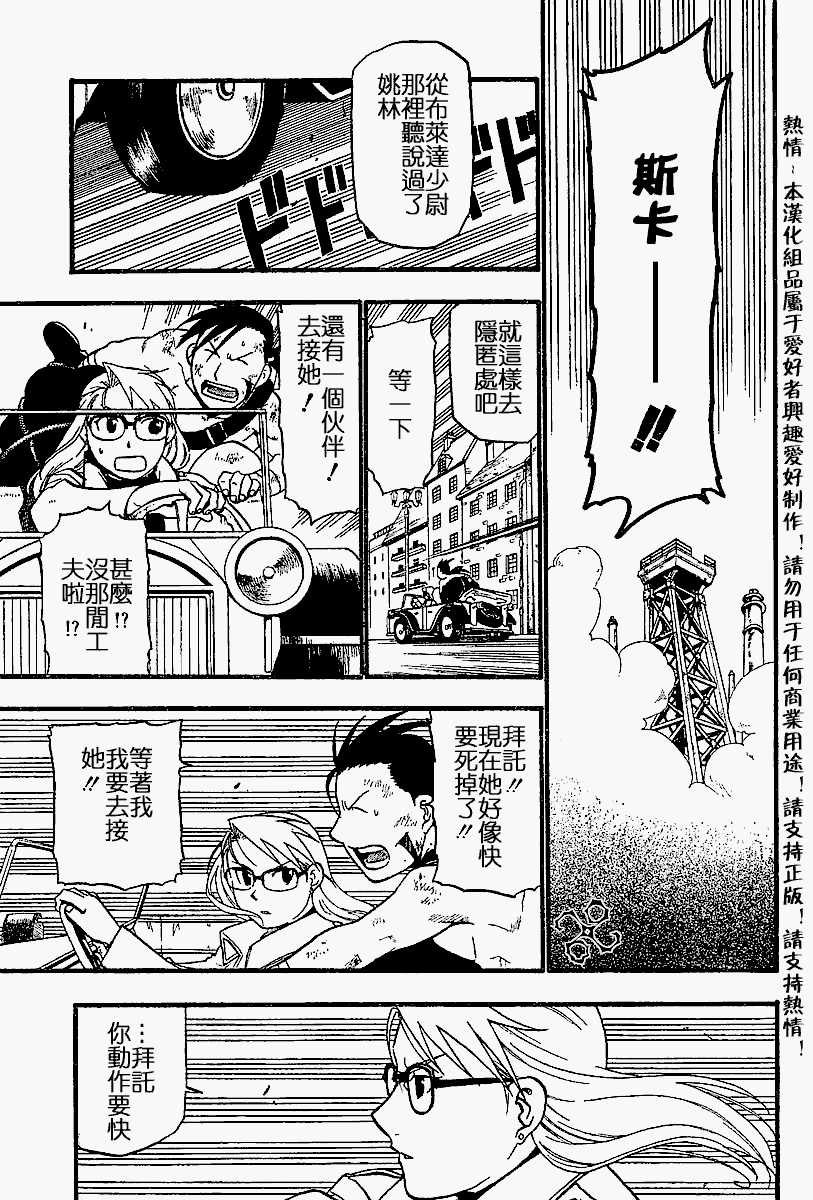 斯卡——!!
從布萊達少尉
那裡聽說過了
姚林
ドドドドド
就這樣去
隱匿處吧
等一下
還有一個伙伴！
去接她！
甚麼!?
沒那閒工
夫啦!?
拜託!!
現在她好像快
要死掉了!!
等著我
我要去接
她!!
…拜託
你動作要快
熱情～本漢化組品屬于愛好者興趣愛好制作！請勿用于任何商業用途！請支持正版！請支持熱情！